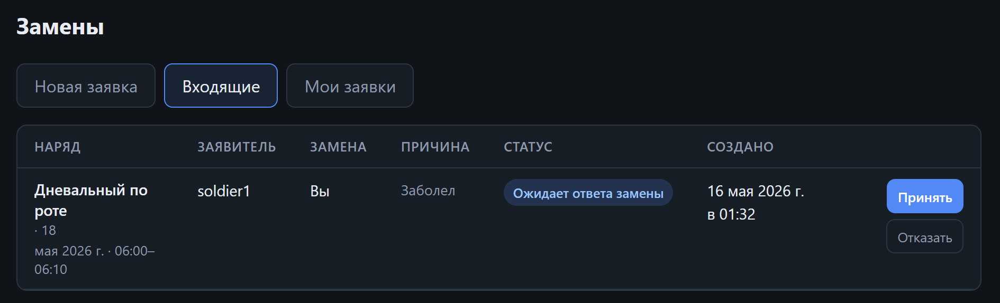 Замены
Новая заявка
Входящие
Мои заявки
НАРЯД ЗАЯВИТЕЛЬ ЗАМЕНА ПРИЧИНА СТАТУС СОЗДАНО
Дневальный по
роте
· 18
мая 2026 г. · 06:00–
06:10
soldier1
Вы
Заболел
Ожидает ответа замены
16 мая 2026 г.
в 01:32
Принять
Отказать